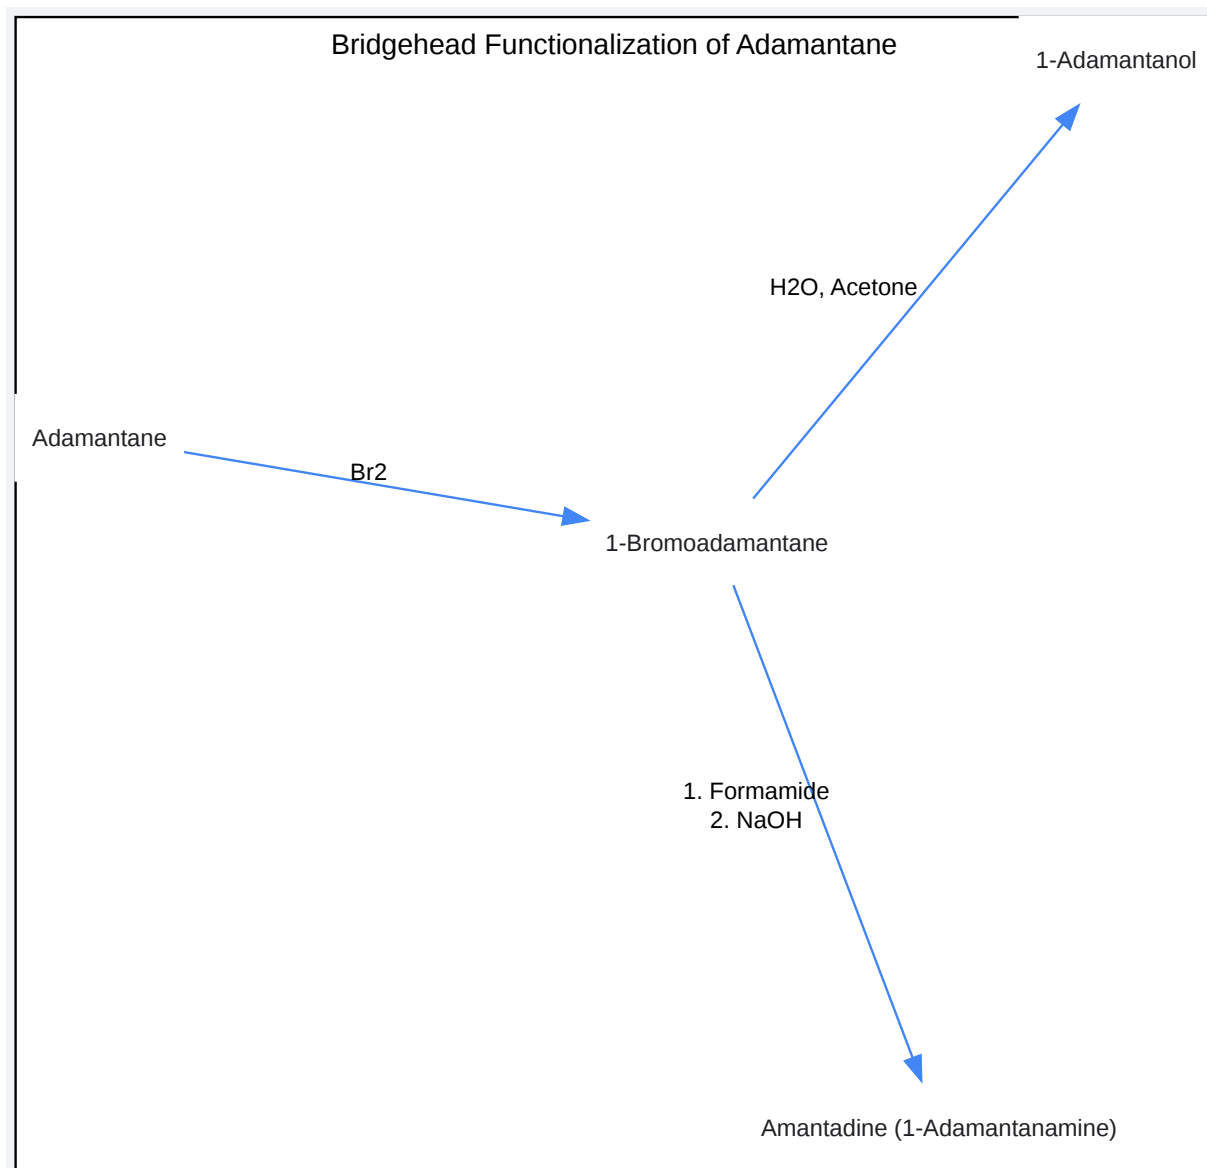 Bridgehead Functionalization of Adamantane
1-Adamantanol
H2O, Acetone
Adamantane
Br2
1-Bromoadamantane
1. Formamide
2. NaOH
Amantadine (1-Adamantanamine)